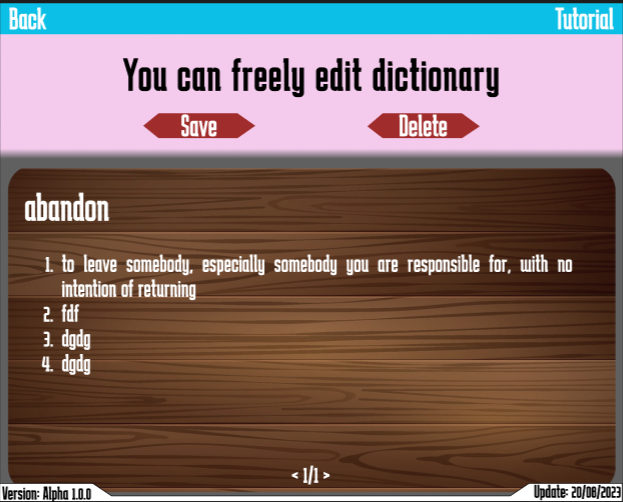 Back
Tutorial
You can freely edit dictionary
Save
Delete
abandon
1. to leave somebody, especially somebody you are responsible for, with no
intention of returning
2. fdf
3. dgdg
4. dgdg
< 1/1 >
Version: Alpha 1.0.0
Update: 20/08/2023